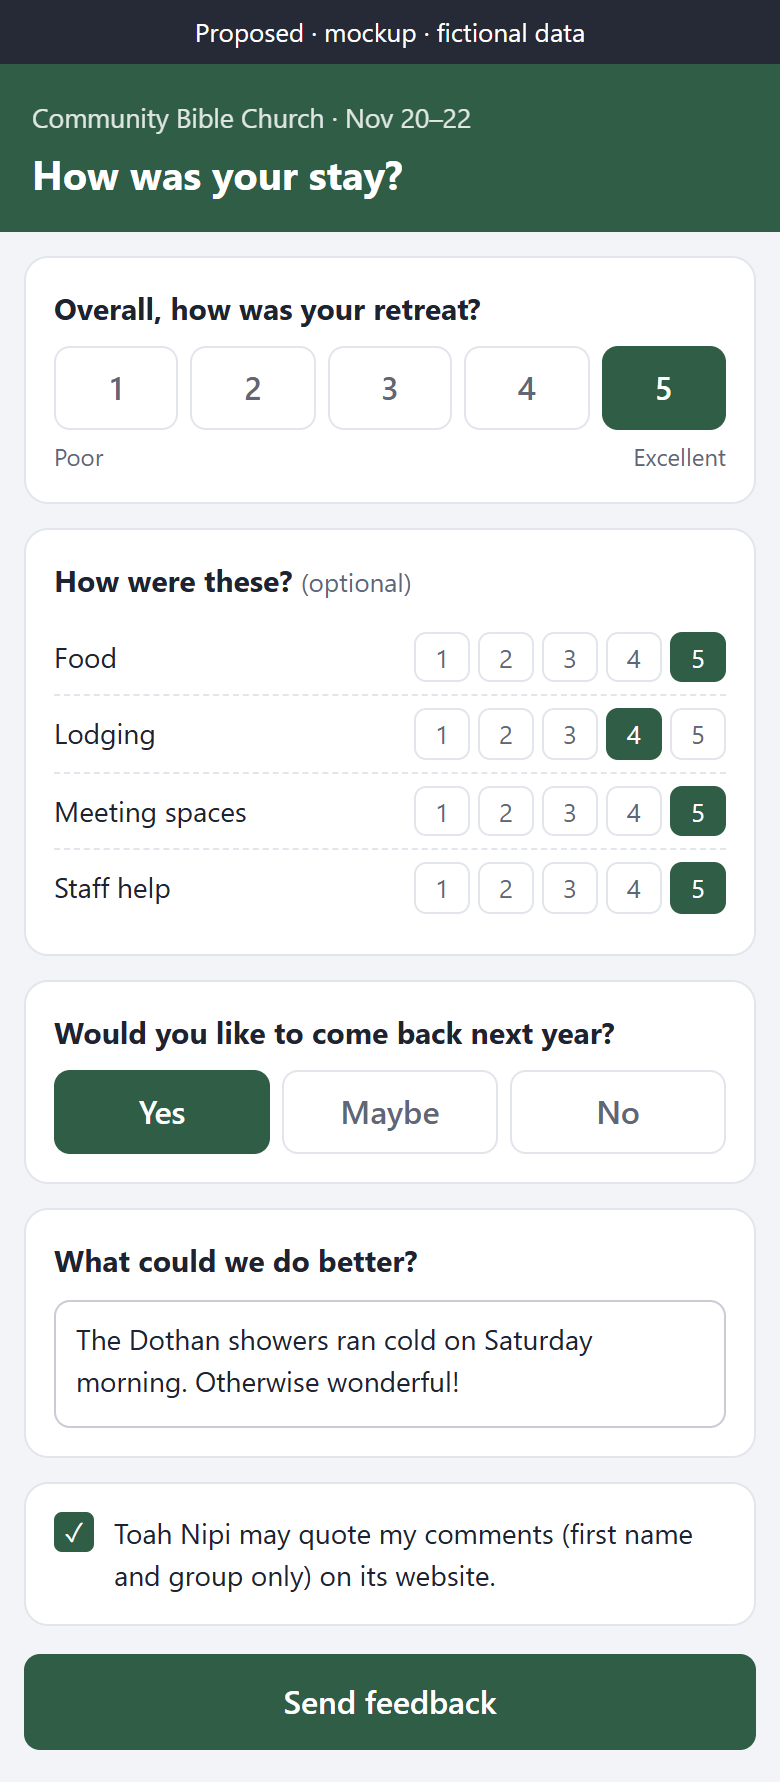 Proposed · mockup · fictional data
Community Bible Church · Nov 20–22
How was your stay?
Overall, how was your retreat?
1 2 3 4 5
Poor Excellent
How were these? (optional)
Food 1 2 3 4 5
Lodging 1 2 3 4 5
Meeting spaces 1 2 3 4 5
Staff help 1 2 3 4 5
Would you like to come back next year?
Yes Maybe No
What could we do better?
The Dothan showers ran cold on Saturday
morning. Otherwise wonderful!
✓ Toah Nipi may quote my comments (first name
and group only) on its website.
Send feedback